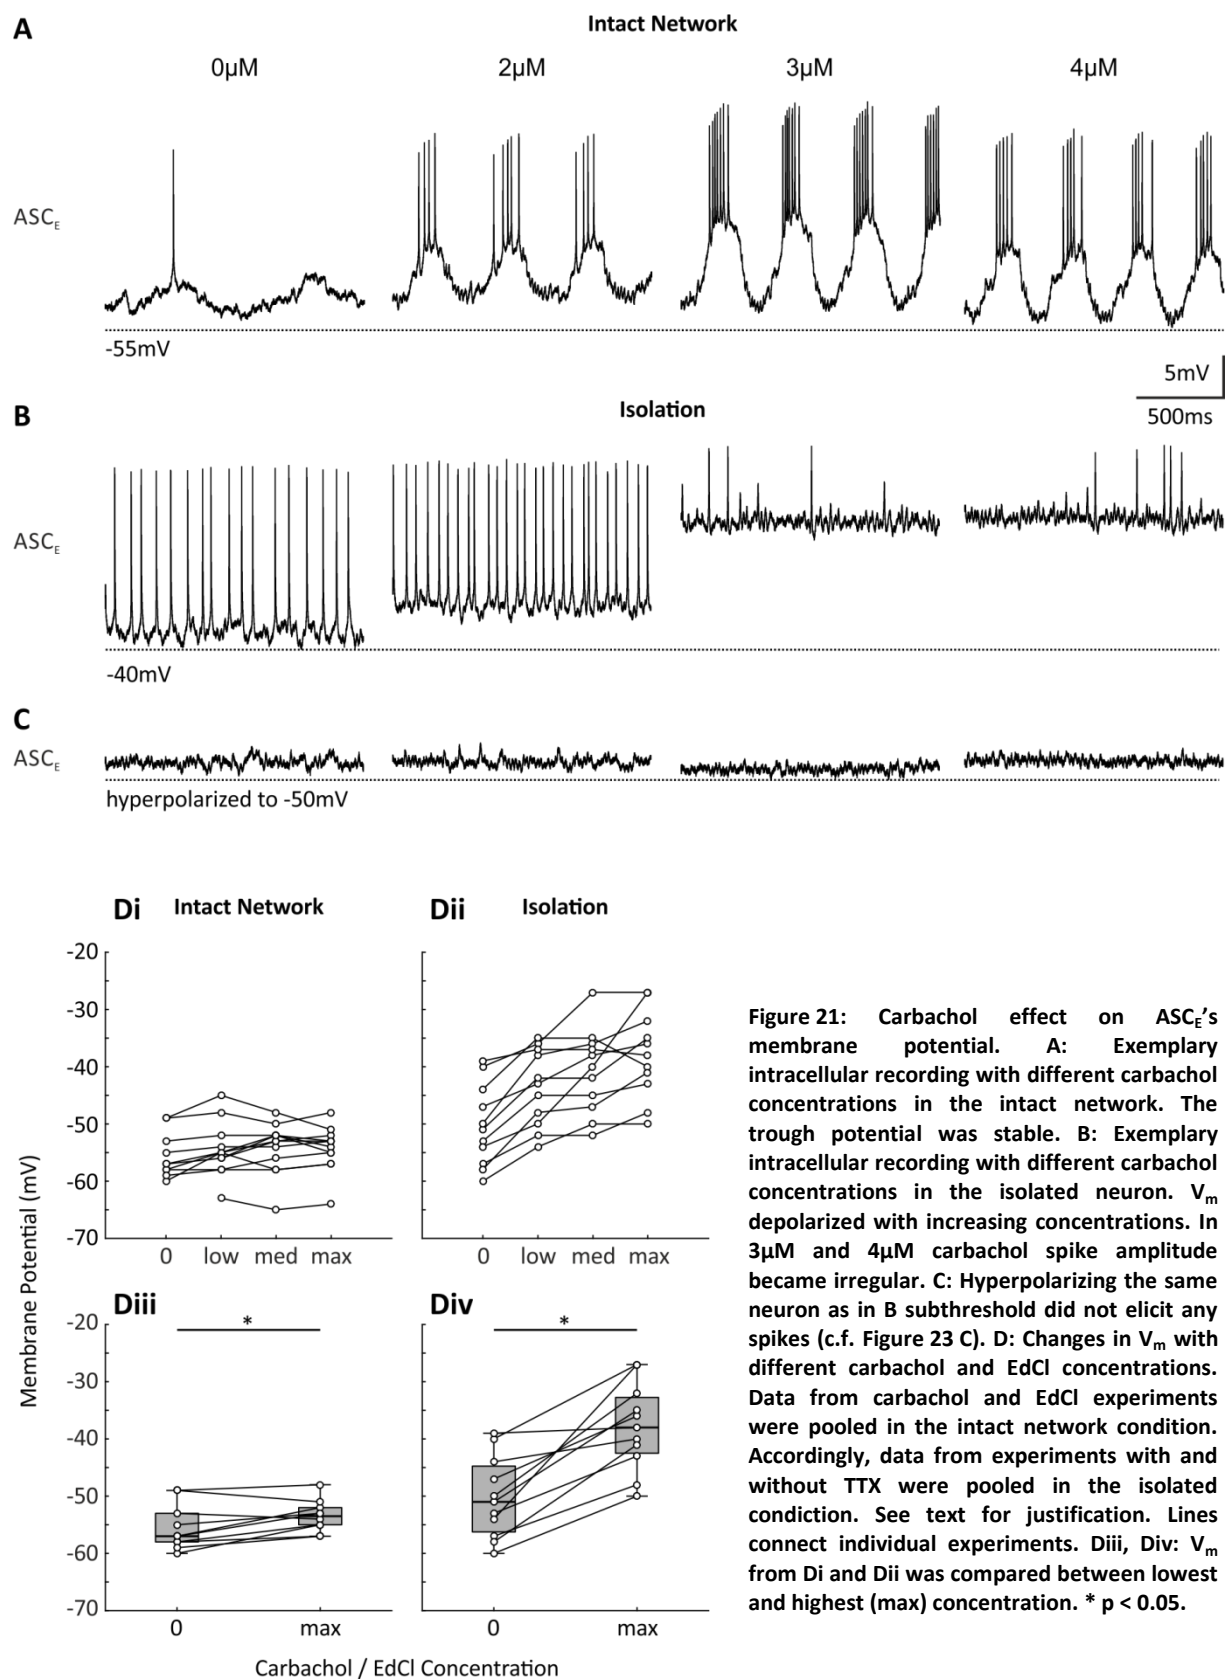 A
Intact Network
0µM 2µM 3µM 4µM
ASCE
-55mV
5mV
500ms
B
Isolation
ASCE
-40mV
C
ASCE
hyperpolarized to -50mV
Di Intact Network
Dii Isolation
-20
-30
-40
-50
-60
-70
0 low med max
0 low med max
Membrane Potential (mV)
Diii
Div
-20
-30
-40
-50
-60
-70
*
*
0 max
0 max
Carbachol / EdCl Concentration
Figure 21: Carbachol effect on ASCE's
membrane potential. A: Exemplary
intracellular recording with different carbachol
concentrations in the intact network. The
trough potential was stable. B: Exemplary
intracellular recording with different carbachol
concentrations in the isolated neuron. Vm
depolarized with increasing concentrations. In
3µM and 4µM carbachol spike amplitude
became irregular. C: Hyperpolarizing the same
neuron as in B subthreshold did not elicit any
spikes (c.f. Figure 23 C). D: Changes in Vm with
different carbachol and EdCl concentrations.
Data from carbachol and EdCl experiments
were pooled in the intact network condition.
Accordingly, data from experiments with and
without TTX were pooled in the isolated
condiction. See text for justification. Lines
connect individual experiments. Diii, Div: Vm
from Di and Dii was compared between lowest
and highest (max) concentration. * p < 0.05.